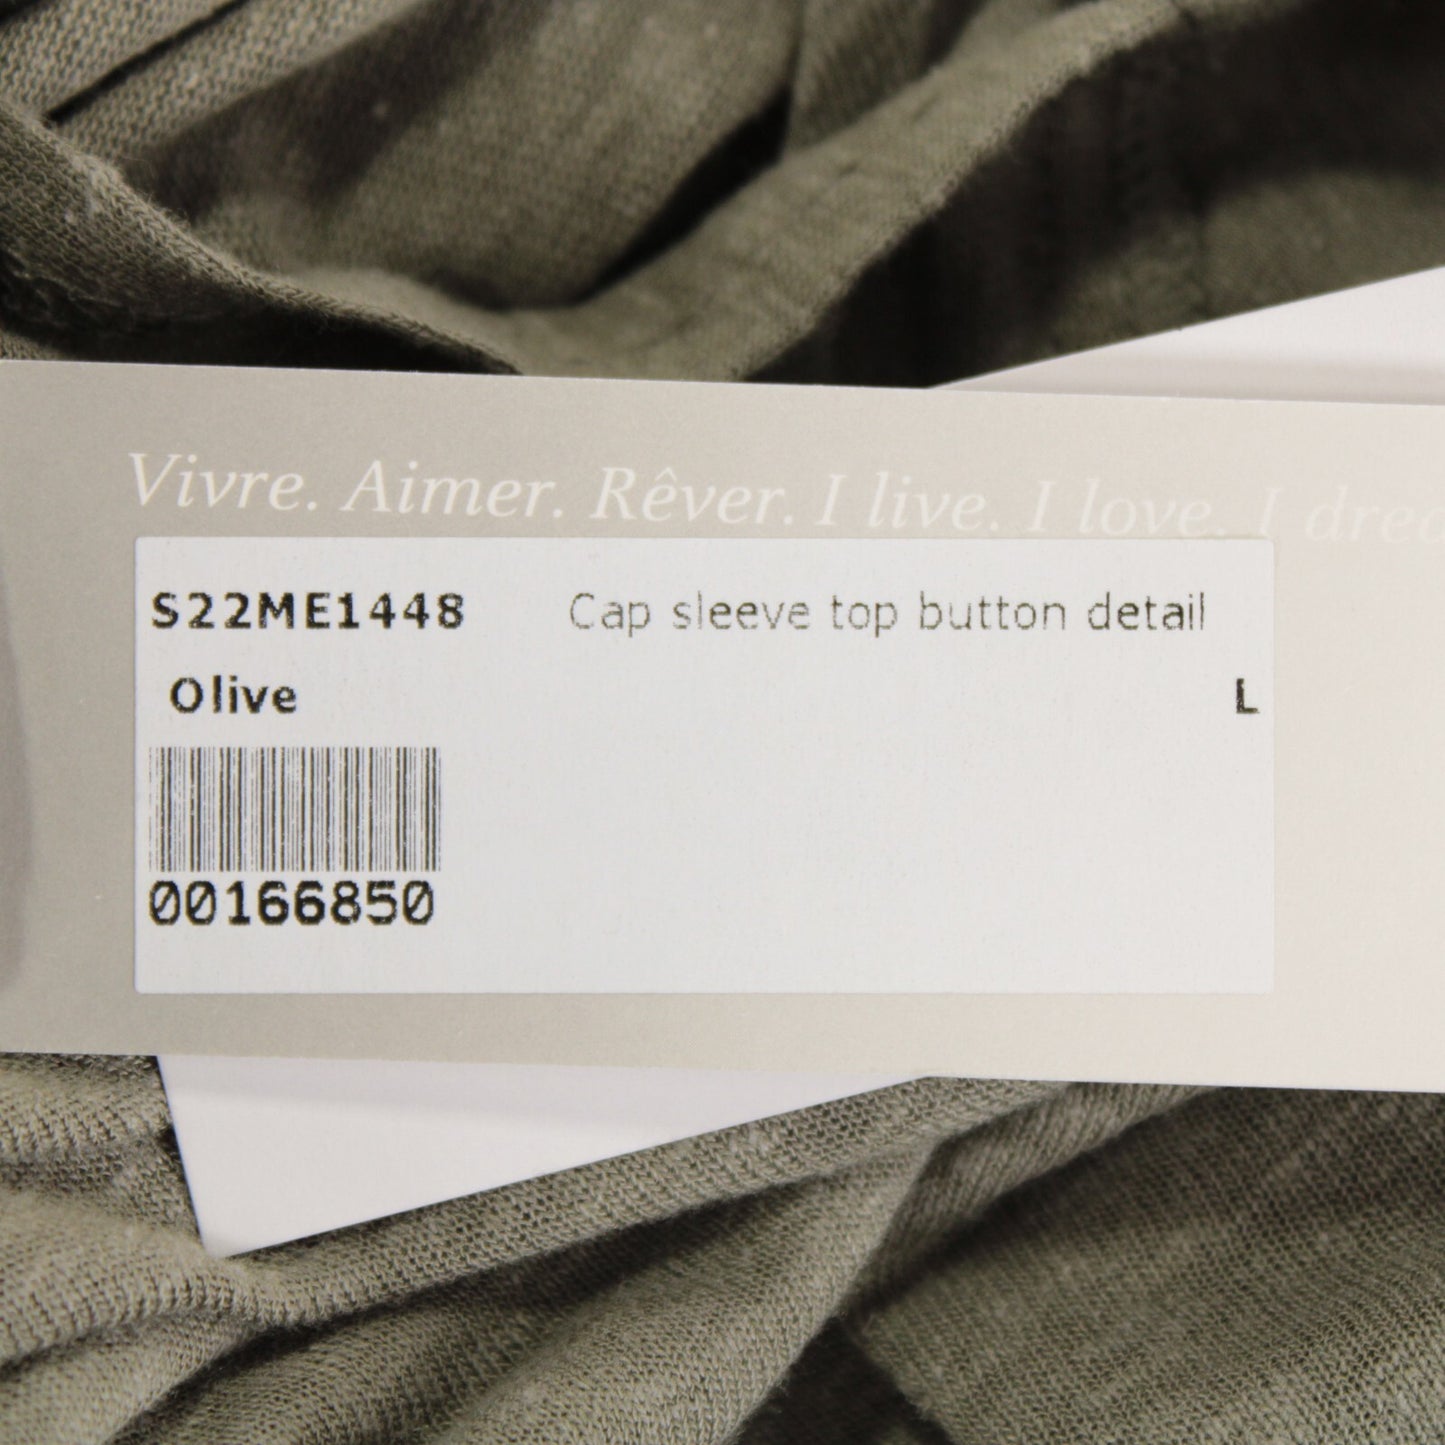 Vivre. Aimer. Rêver. I live. I love. I
S22ME1448 Cap sleeve top button detail
Olive L
00166850